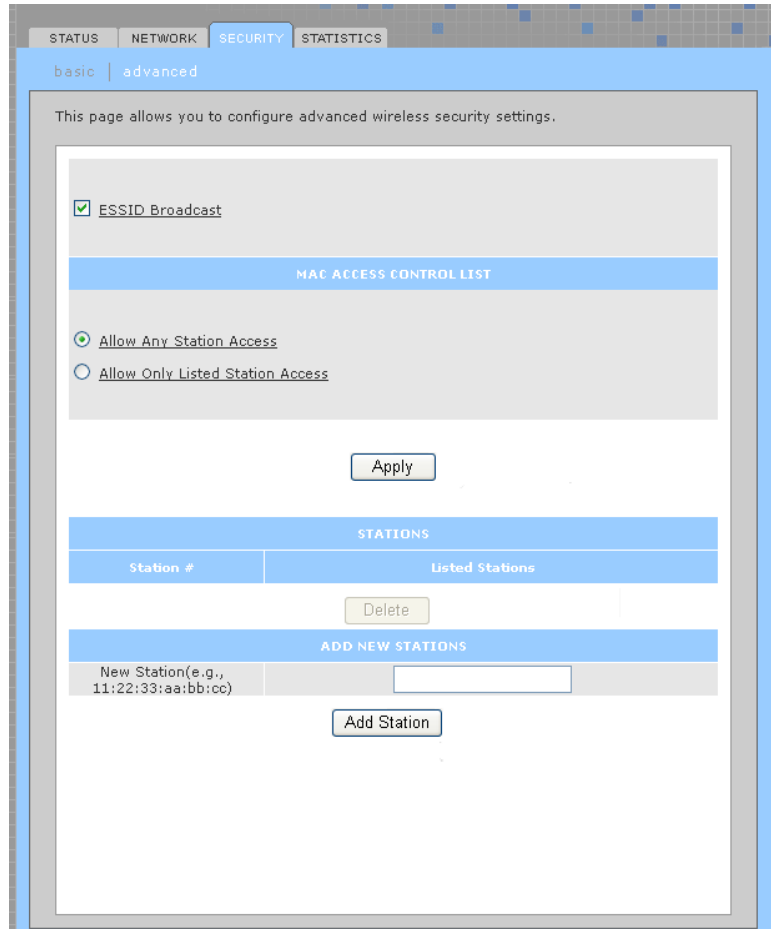 STATUS NETWORK SECURITY STATISTICS
basic advanced
This page allows you to configure advanced wireless security settings.
ESSID Broadcast
MAC ACCESS CONTROL LIST
Allow Any Station Access
Allow Only Listed Station Access
Apply
STATIONS
Station # Listed Stations
Delete
ADD NEW STATIONS
New Station(e.g.,
11:22:33:aa:bb:cc)
Add Station